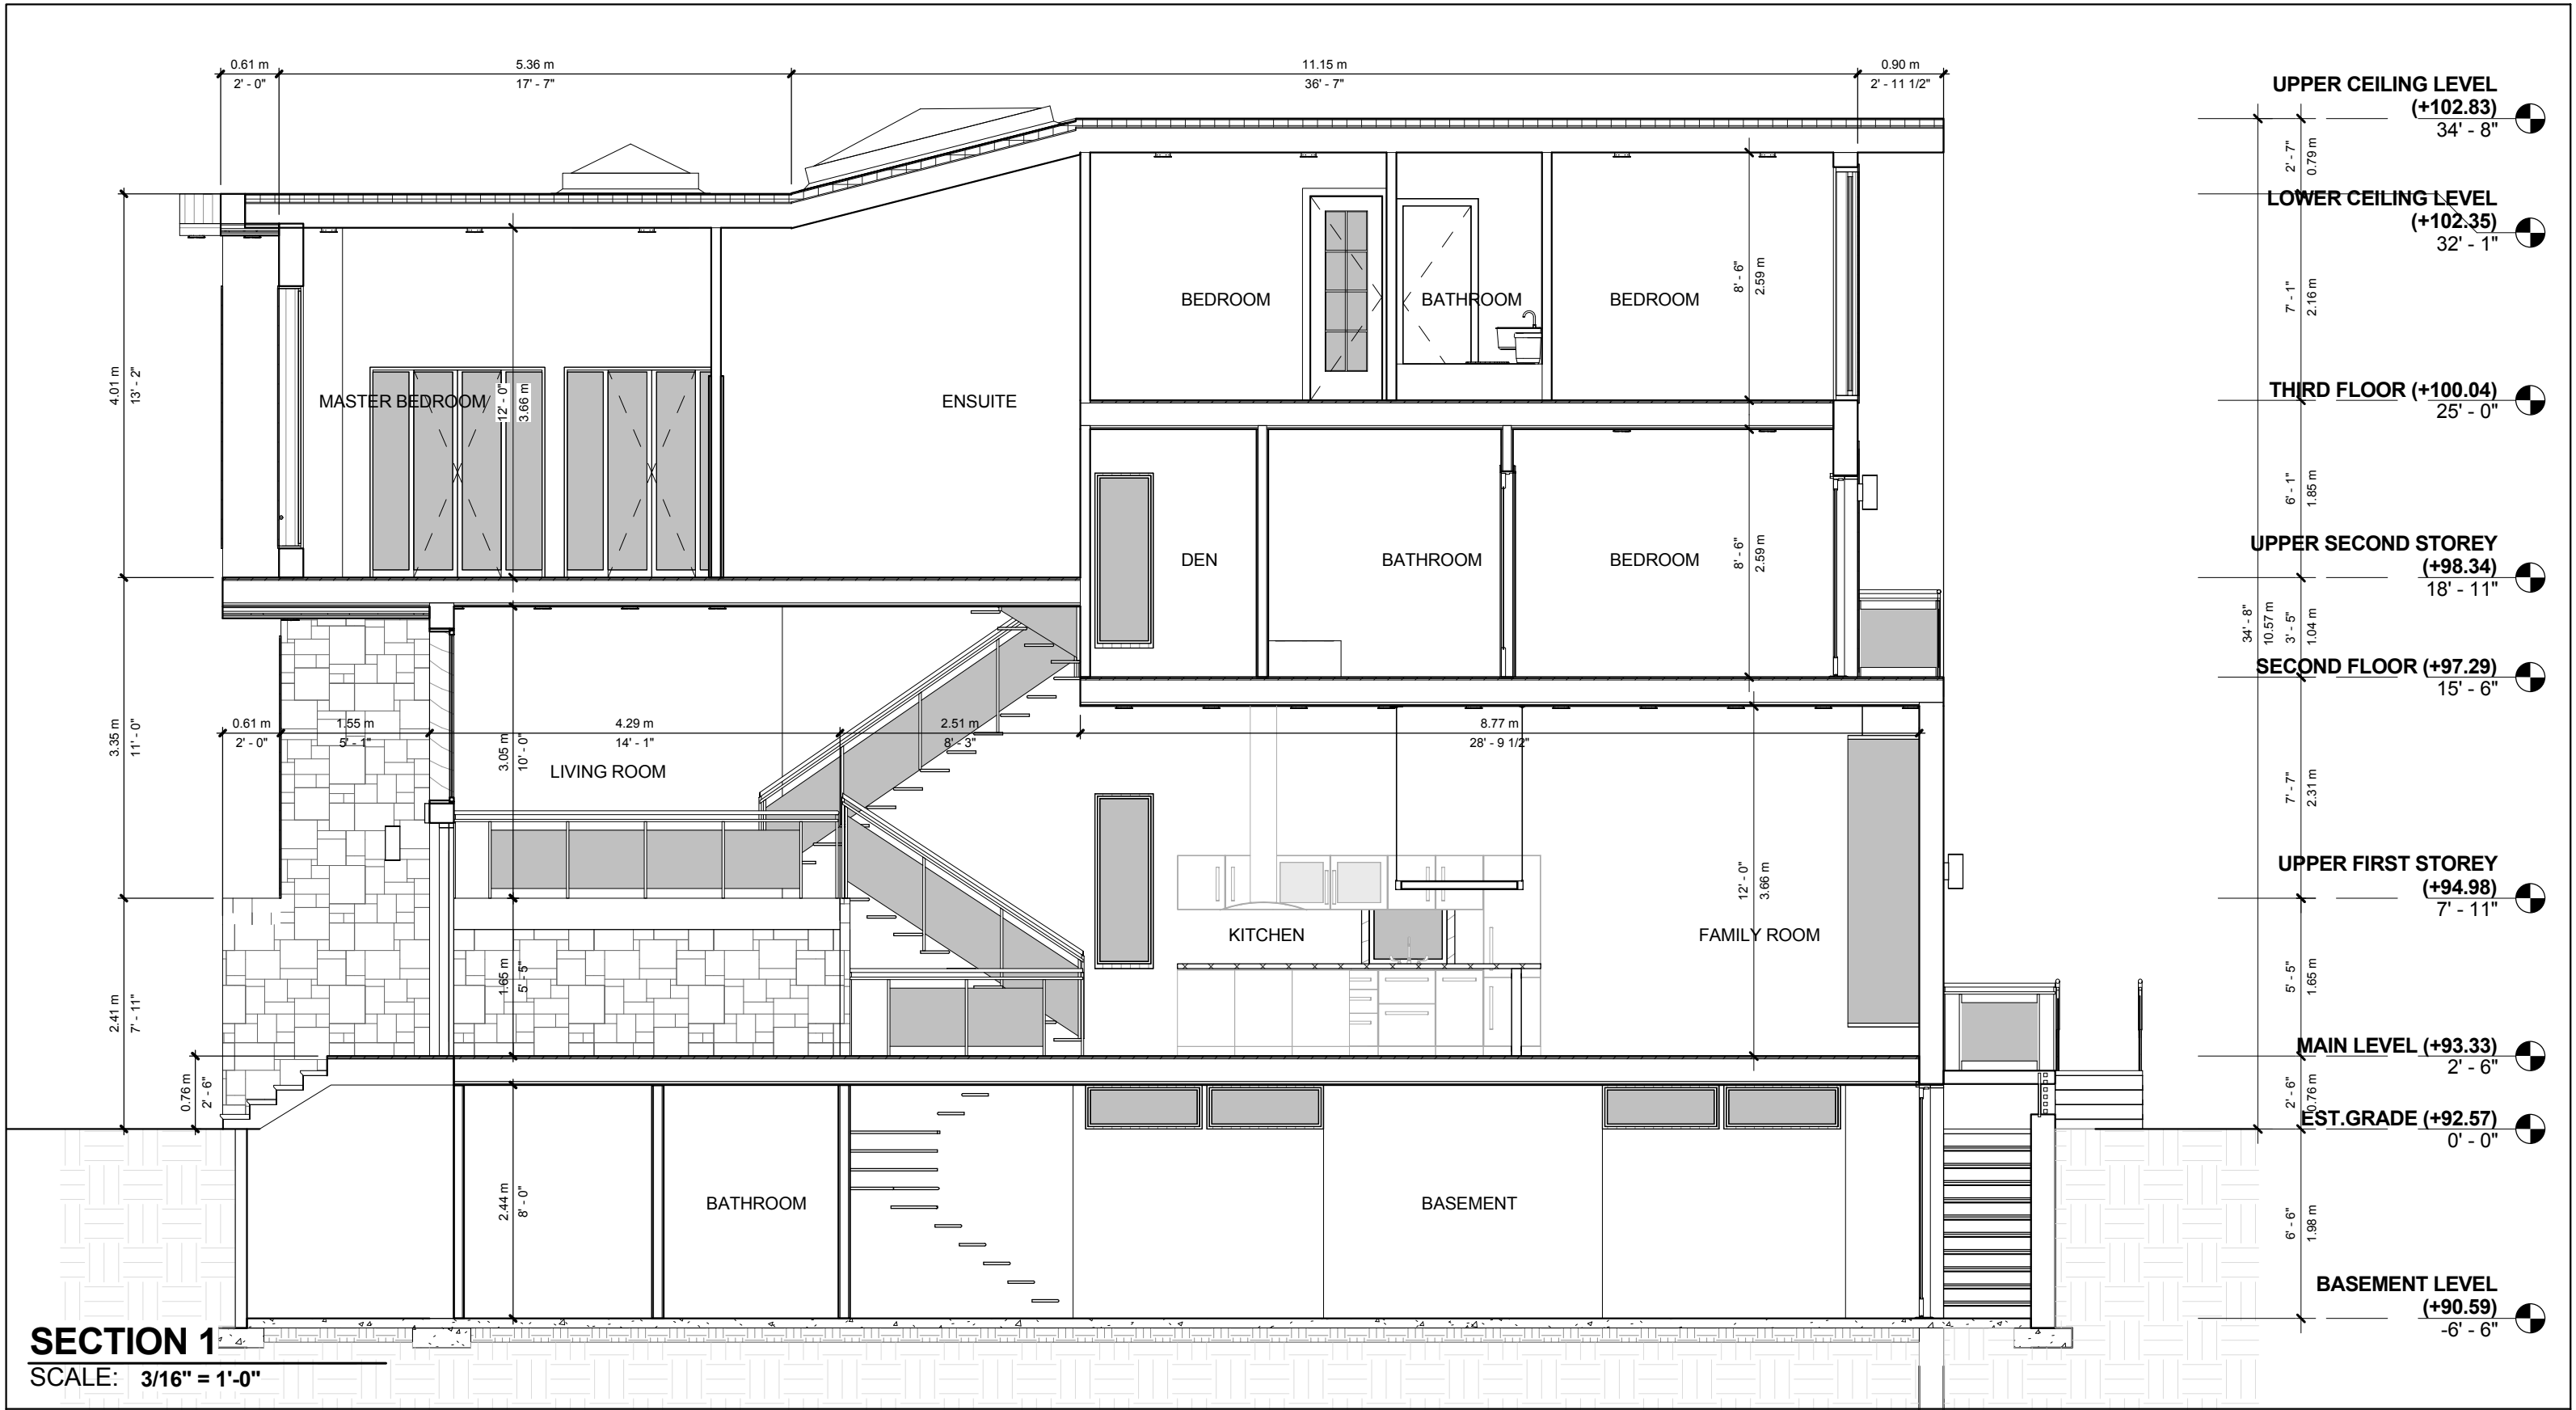 0.61 m
2' - 0"
5.36 m
17' - 7"
11.15 m
36' - 7"
0.90 m
2' - 11 1/2"
UPPER CEILING LEVEL
(+102.83)
34' - 8"
2' - 7"
0.79 m
LOWER CEILING LEVEL
(+102.35)
32' - 1"
7' - 1"
2.16 m
THIRD FLOOR (+100.04)
25' - 0"
6' - 1"
1.85 m
UPPER SECOND STOREY
(+98.34)
18' - 11"
34' - 8"
10.57 m
3' - 5"
1.04 m
SECOND FLOOR (+97.29)
15' - 6"
7' - 7"
2.31 m
UPPER FIRST STOREY
(+94.98)
7' - 11"
5' - 5"
1.65 m
MAIN LEVEL (+93.33)
2' - 6"
2' - 6"
0.76 m
EST.GRADE (+92.57)
0' - 0"
6' - 6"
1.98 m
BASEMENT LEVEL
(+90.59)
-6' - 6"
4.01 m
13' - 2"
MASTER BEDROOM
12' - 0"
3.66 m
ENSUITE
BEDROOM
BATHROOM
BEDROOM
8' - 6"
2.59 m
DEN
BATHROOM
BEDROOM
8' - 6"
2.59 m
3.35 m
11' - 0"
0.61 m
2' - 0"
1.55 m
5' - 1"
4.29 m
14' - 1"
2.51 m
8' - 3"
8.77 m
28' - 9 1/2"
3.05 m
10' - 0"
LIVING ROOM
12' - 0"
3.66 m
KITCHEN
FAMILY ROOM
2.41 m
7' - 11"
1.65 m
5' - 5"
0.76 m
2' - 6"
2.44 m
8' - 0"
BATHROOM
BASEMENT
SECTION 1
SCALE: 3/16" = 1'-0"